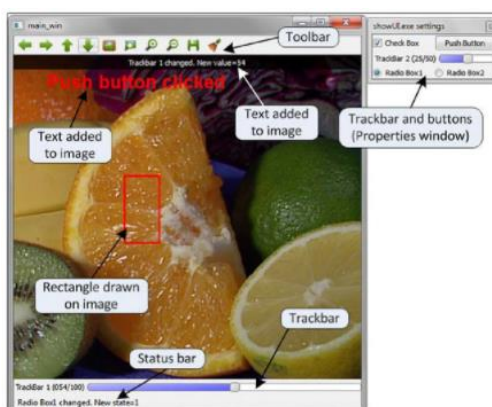 main_win
Toolbar
TrackBar 1 changed. New value=54
Push button clicked
Text added
to image
Text added
to image
Rectangle drawn
on image
Trackbar
Status bar
TrackBar 1 (054/100)
Radio Box1 changed. New state=1
showUI.exe settings
Check Box
Push Button
TrackBar 2 (25/50)
Radio Box1
Radio Box2
Trackbar and buttons
(Properties window)